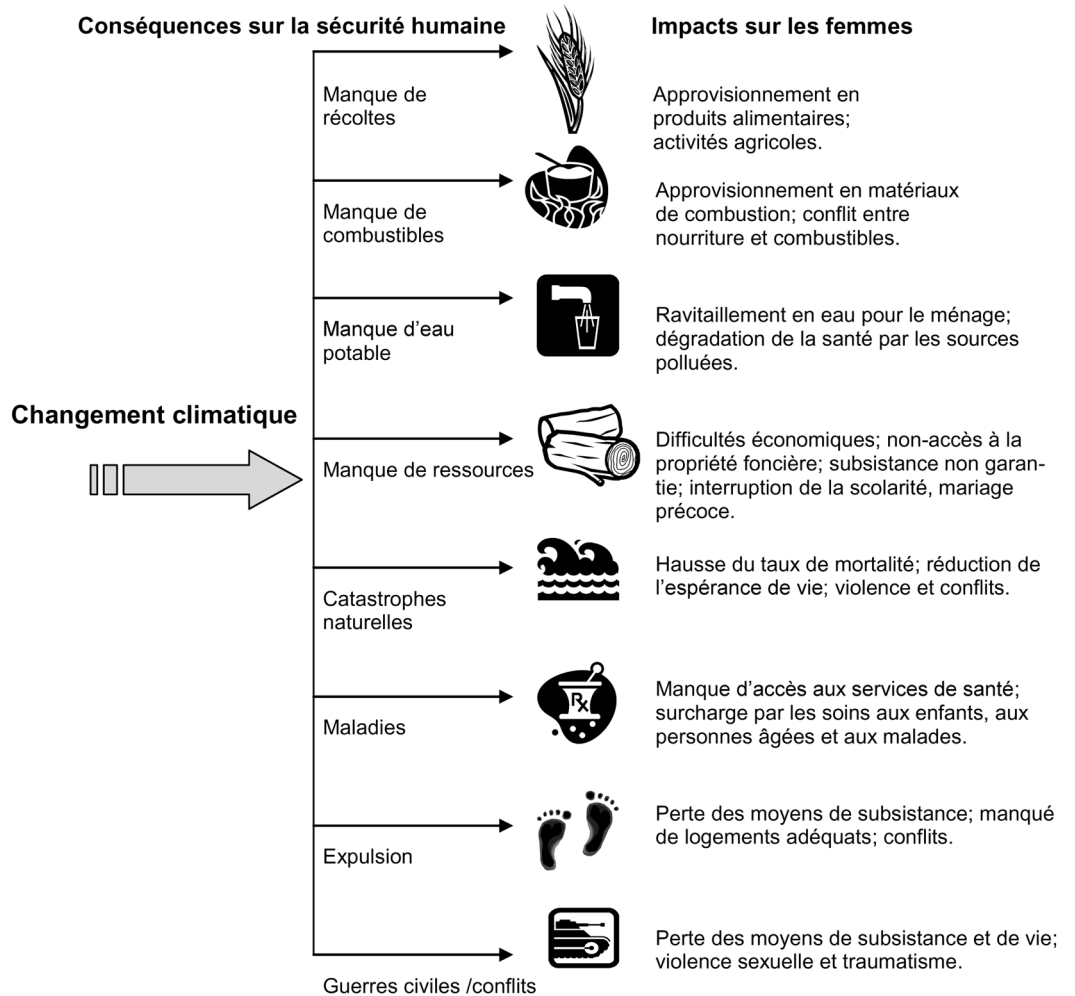 Conséquences sur la sécurité humaine
Impacts sur les femmes
Manque de
récoltes
Approvisionnement en
produits alimentaires;
activités agricoles.
Manque de
combustibles
Approvisionnement en matériaux
de combustion; conflit entre
nourriture et combustibles.
Manque d’eau
potable
Ravitaillement en eau pour le ménage;
dégradation de la santé par les sources
polluées.
Changement climatique
Manque de ressources
Difficultés économiques; non-accès à la
propriété foncière; subsistance non garan-
tie; interruption de la scolarité, mariage
précoce.
Catastrophes
naturelles
Hausse du taux de mortalité; réduction de
l’espérance de vie; violence et conflits.
Maladies
Rx
Manque d’accès aux services de santé;
surcharge par les soins aux enfants, aux
personnes âgées et aux malades.
Expulsion
Perte des moyens de subsistance; manqué
de logements adéquats; conflits.
Guerres civiles /conflits
Perte des moyens de subsistance et de vie;
violence sexuelle et traumatisme.